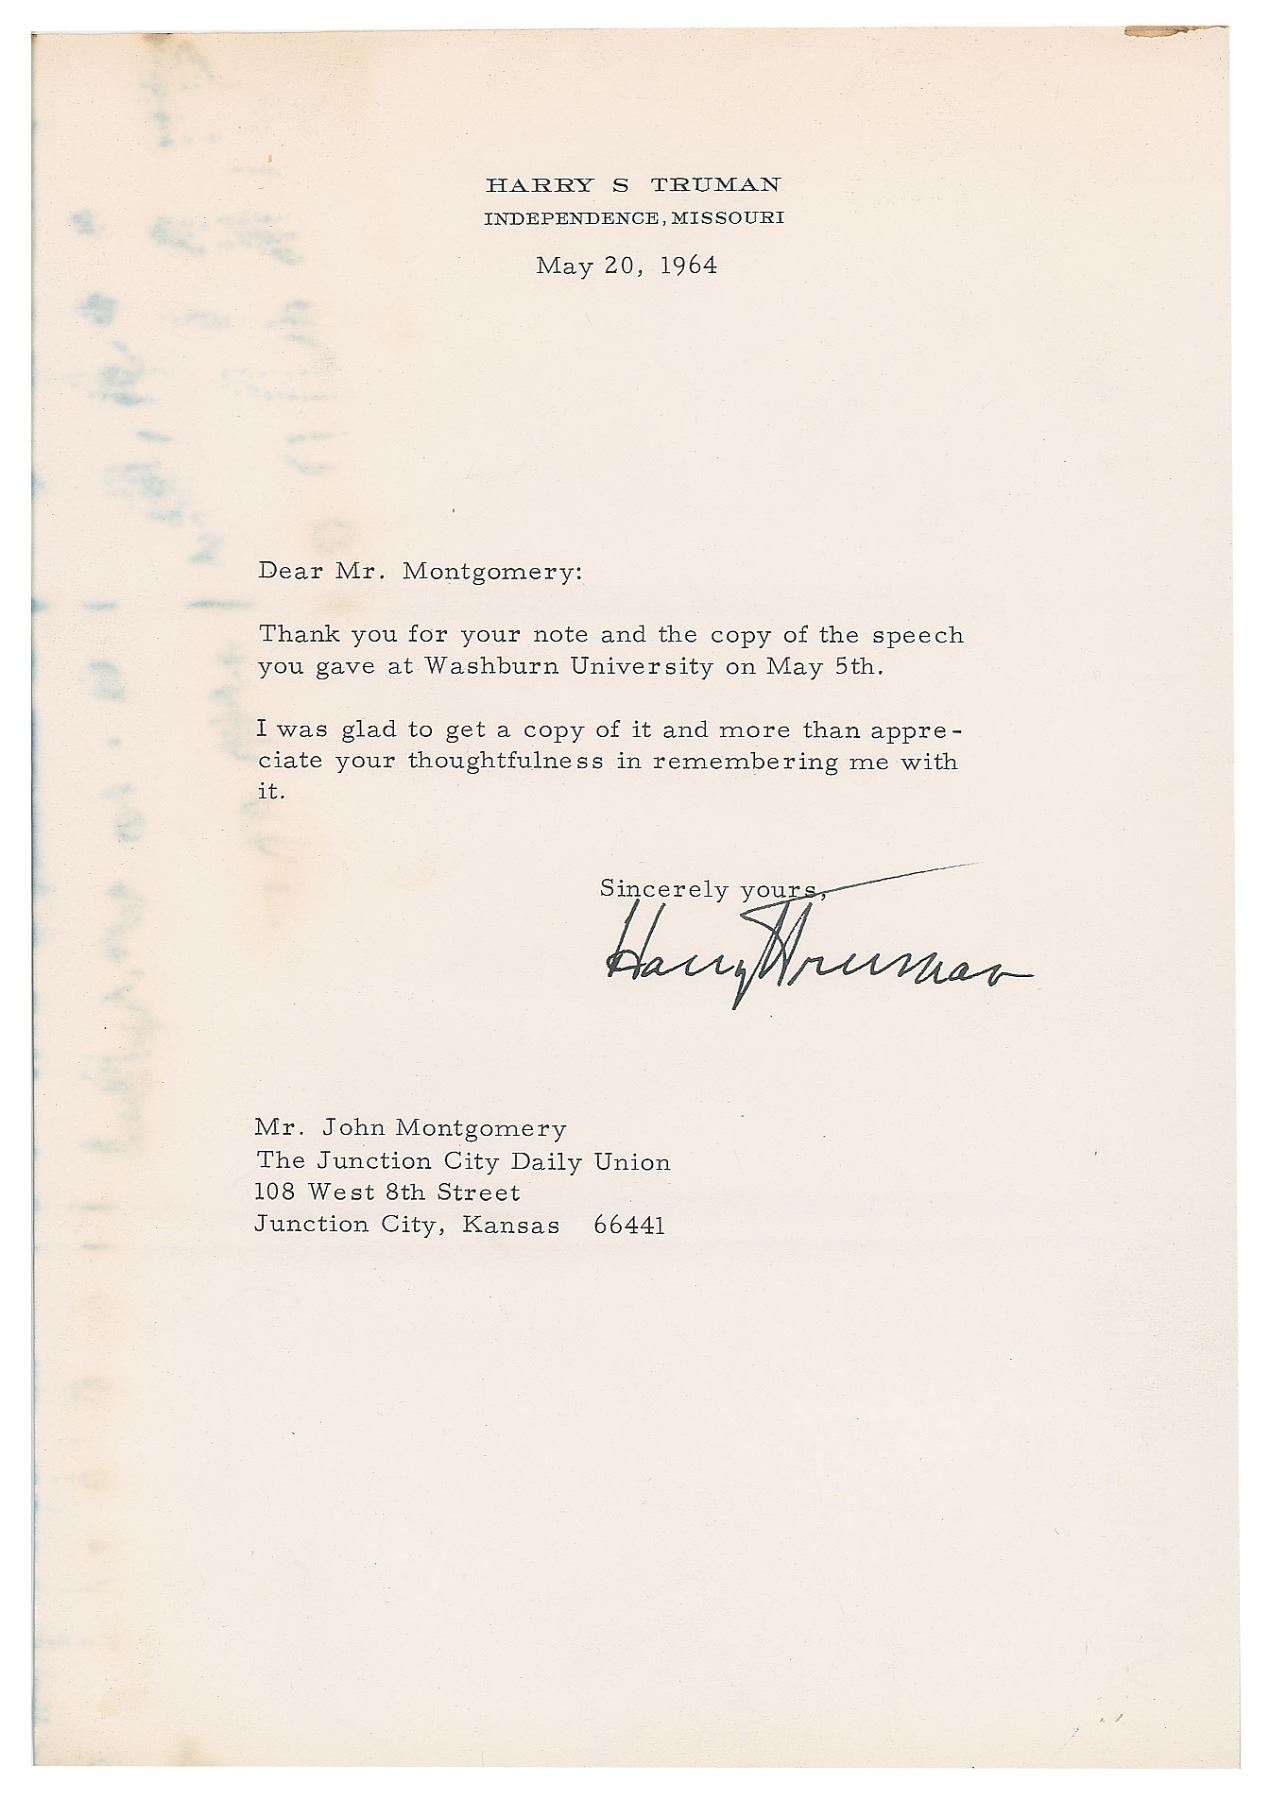 HARRY S TRUMAN
INDEPENDENCE, MISSOURI
May 20, 1964
Dear Mr. Montgomery:
Thank you for your note and the copy of the speech
you gave at Washburn University on May 5th.
I was glad to get a copy of it and more than appre-
ciate your thoughtfulness in remembering me with
it.
Sincerely yours,
Harry Truman
Mr. John Montgomery
The Junction City Daily Union
108 West 8th Street
Junction City, Kansas 66441